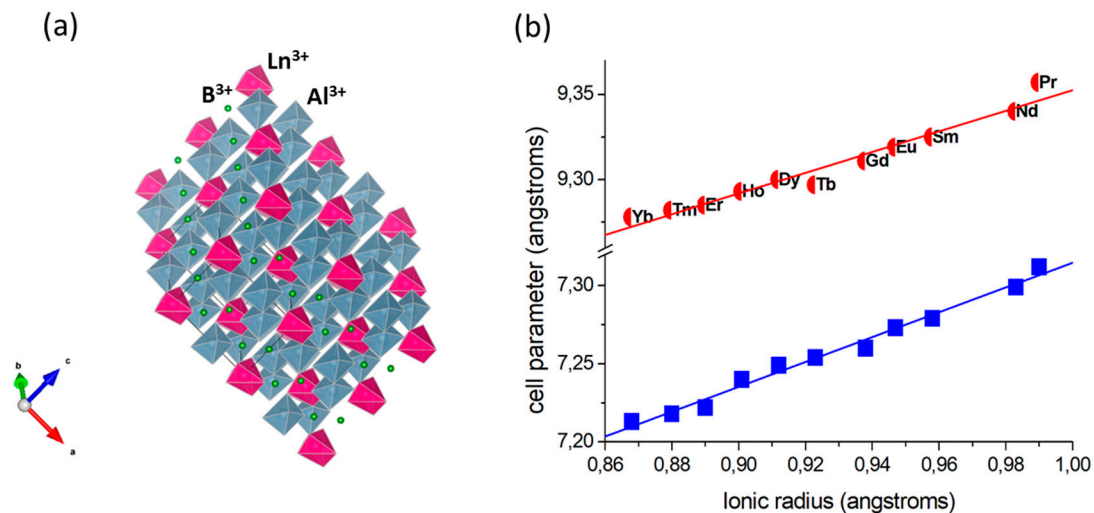 (a)
Ln3+
B3+
Al3+
b
c
a
(b)
cell parameter (angstroms)
9,35
9,30
7,30
7,25
7,20
Pr
Nd
Sm
Eu
Gd
Tb
Dy
Ho
Er
Tm
Yb
0,86 0,88 0,90 0,92 0,94 0,96 0,98 1,00
Ionic radius (angstroms)